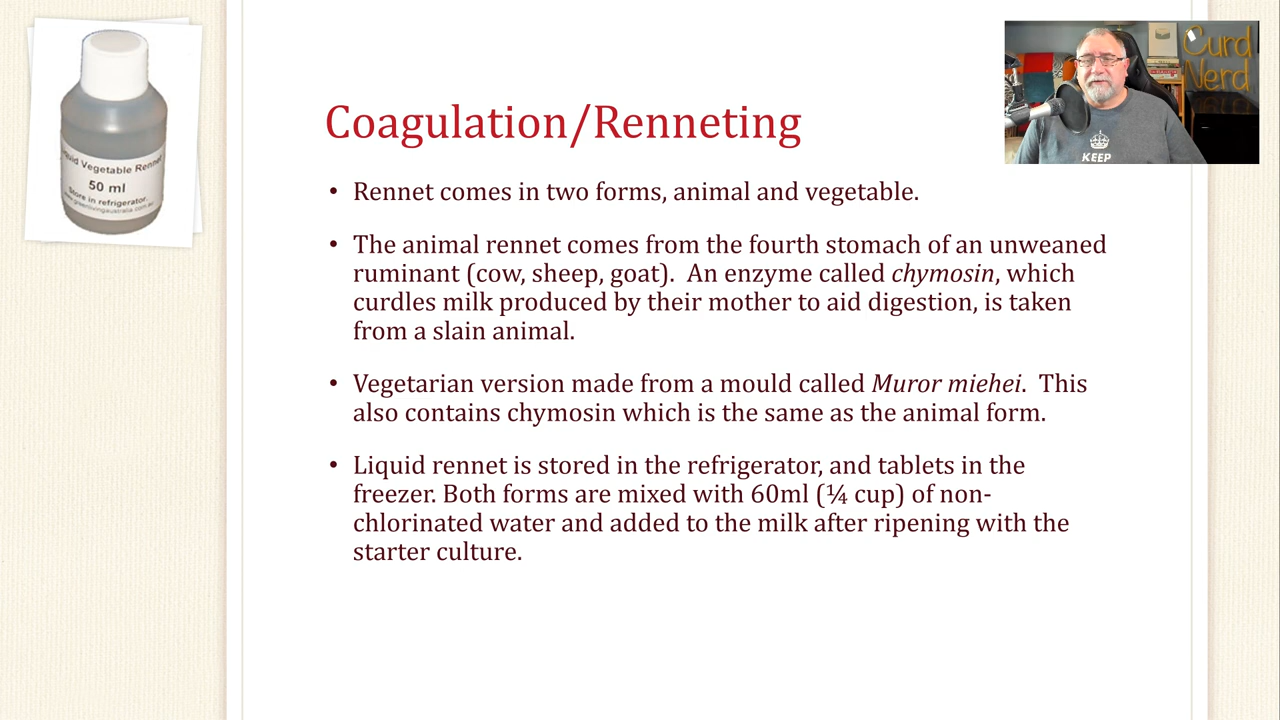 Liquid Vegetable Rennet
50 ml
Store in refrigerator.
www.greenlivingaustralia.com.au
Curd
Nerd
KEEP
Coagulation/Renneting
• Rennet comes in two forms, animal and vegetable.
• The animal rennet comes from the fourth stomach of an unweaned
ruminant (cow, sheep, goat).  An enzyme called chymosin, which
curdles milk produced by their mother to aid digestion, is taken
from a slain animal.
• Vegetarian version made from a mould called Muror miehei.  This
also contains chymosin which is the same as the animal form.
• Liquid rennet is stored in the refrigerator, and tablets in the
freezer. Both forms are mixed with 60ml (¼ cup) of non-
chlorinated water and added to the milk after ripening with the
starter culture.